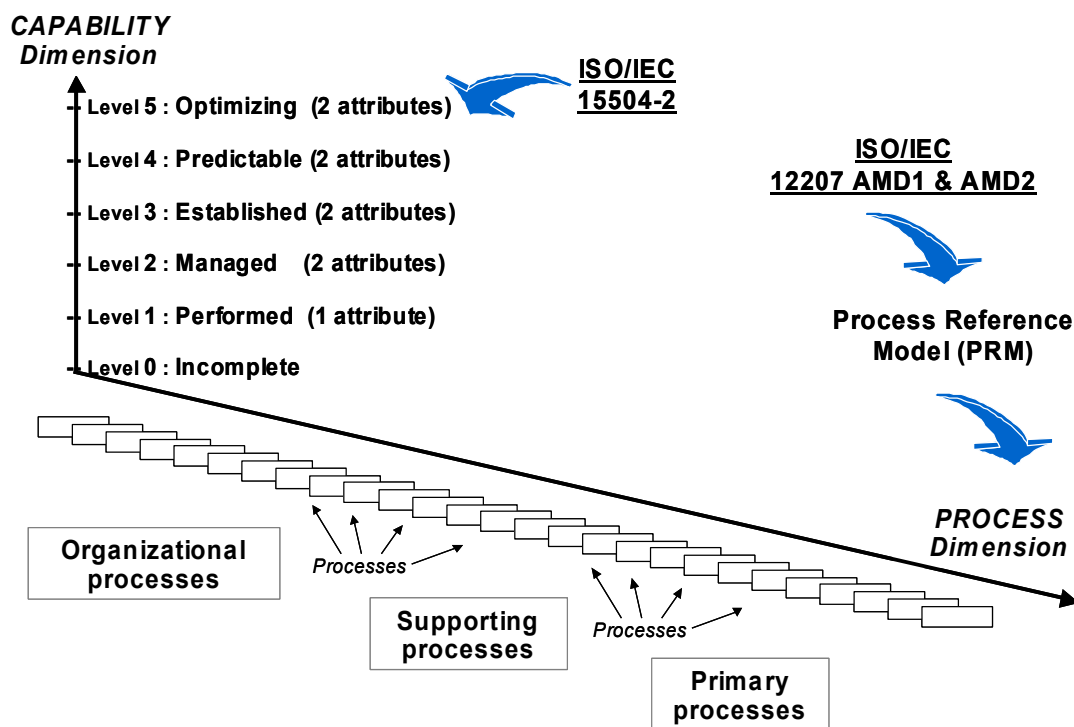 CAPABILITY
Dimension
Level 5 : Optimizing (2 attributes)
Level 4 : Predictable (2 attributes)
Level 3 : Established (2 attributes)
Level 2 : Managed (2 attributes)
Level 1 : Performed (1 attribute)
Level 0 : Incomplete
ISO/IEC
15504-2
ISO/IEC
12207 AMD1 & AMD2
Process Reference
Model (PRM)
PROCESS
Dimension
Organizational
processes
Processes
Supporting
processes
Processes
Primary
processes